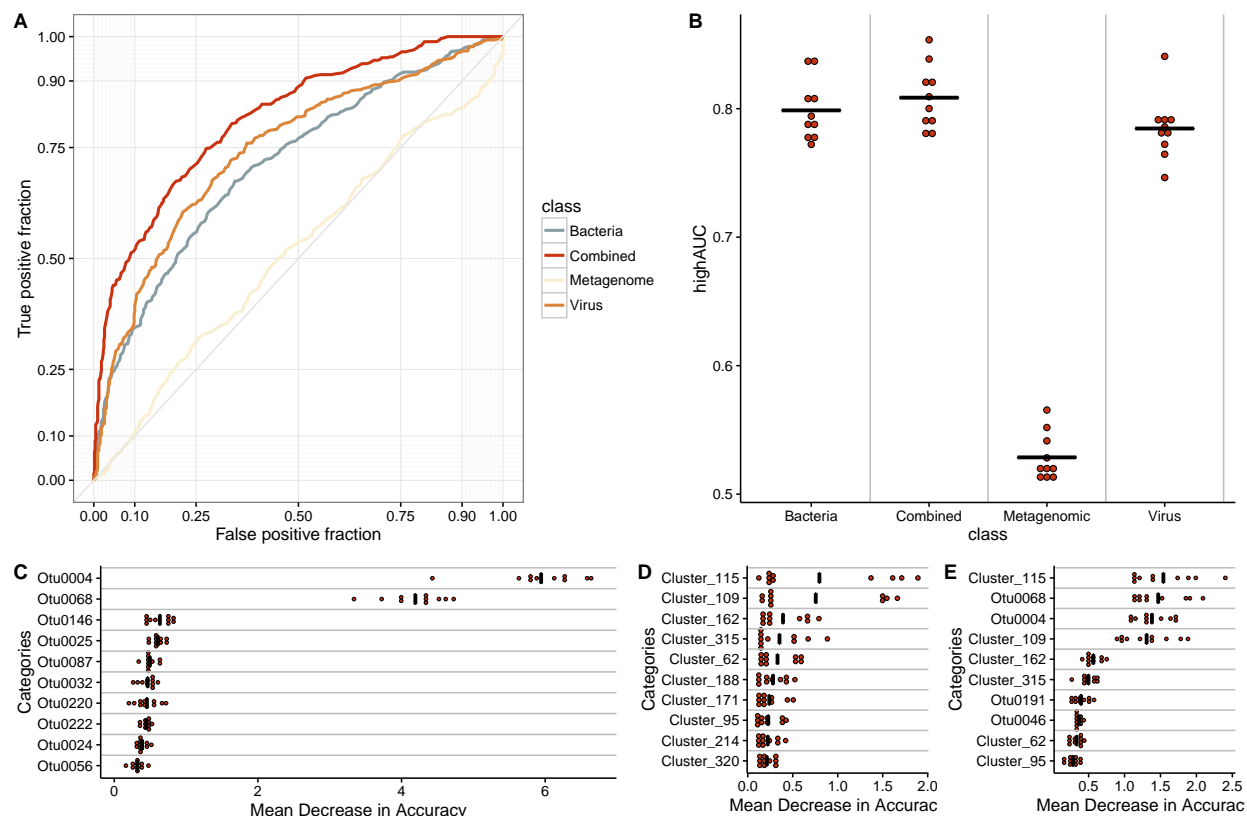 A
1.00
0.90
0.75
0.50
0.25
0.10
0.00
True positive fraction
0.00 0.10 0.25 0.50 0.75 0.90 1.00
False positive fraction
class
Bacteria
Combined
Metagenome
Virus
B
0.8
0.7
0.6
0.5
highAUC
Bacteria Combined Metagenomic Virus
class
C
Otu0004
Otu0068
Otu0146
Otu0025
Otu0087
Otu0032
Otu0220
Otu0222
Otu0024
Otu0056
Categories
0 2 4 6
Mean Decrease in Accuracy
D
Cluster_115
Cluster_109
Cluster_162
Cluster_315
Cluster_62
Cluster_188
Cluster_171
Cluster_95
Cluster_214
Cluster_320
Categories
0.0 0.5 1.0 1.5 2.0
Mean Decrease in Accurac
E
Cluster_115
Otu0068
Otu0004
Cluster_109
Cluster_162
Cluster_315
Otu0191
Otu0046
Cluster_62
Cluster_95
Categories
0.5 1.0 1.5 2.0 2.5
Mean Decrease in Accurac